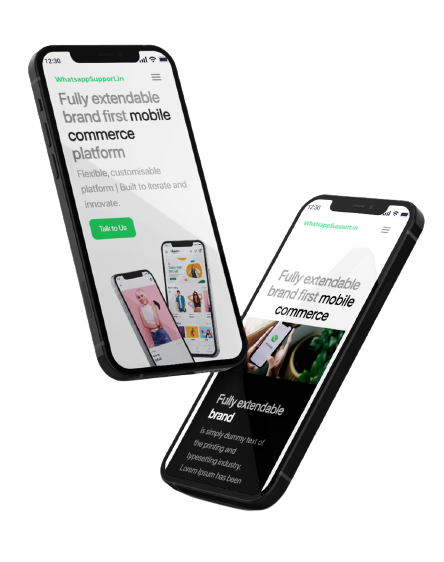 12:30
WhatsappSupport.in
Fully extendable
brand first mobile
commerce
platform
Flexible, customisable
platform | Built to iterate and
innovate.
Talk to Us
12:30
WhatsappSupport.in
Fully extendable
brand first mobile
commerce
Fully extendable
brand
is simply dummy text of
the printing and
typesetting industry.
Lorem Ipsum has been